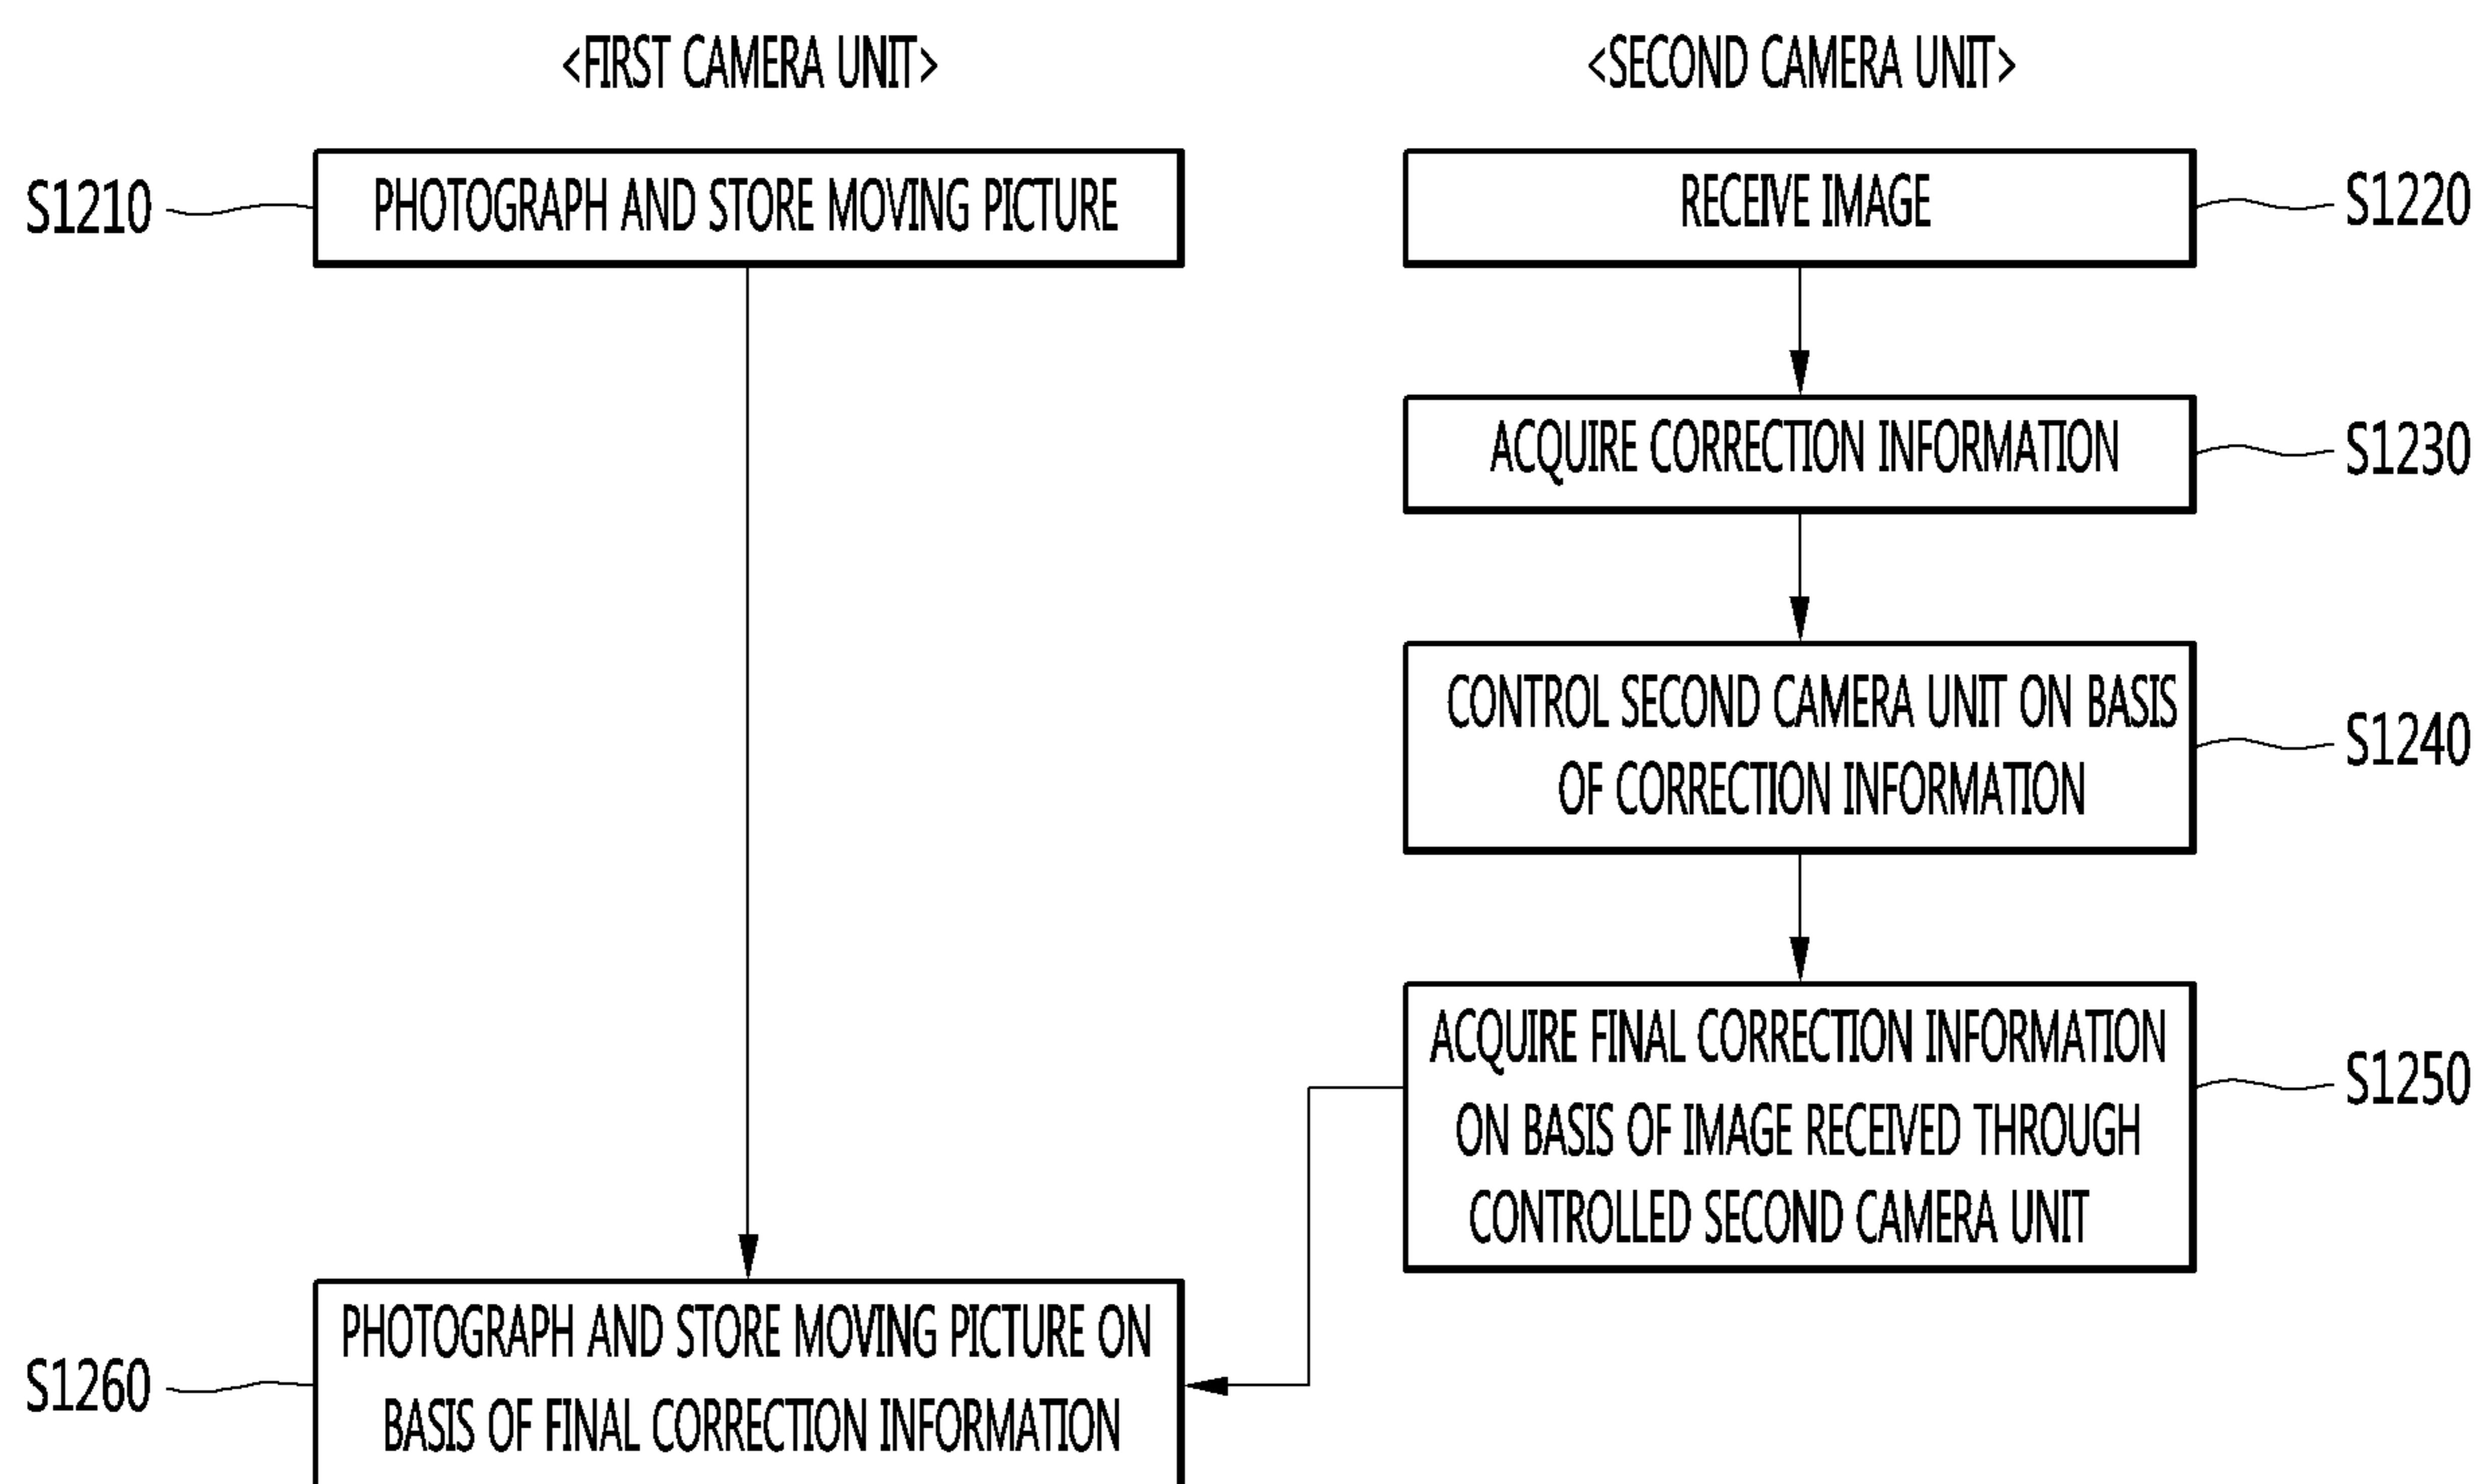 <FIRST CAMERA UNIT>
<SECOND CAMERA UNIT>
S1210
PHOTOGRAPH AND STORE MOVING PICTURE
RECEIVE IMAGE
S1220
ACQUIRE CORRECTION INFORMATION
S1230
CONTROL SECOND CAMERA UNIT ON BASIS
OF CORRECTION INFORMATION
S1240
ACQUIRE FINAL CORRECTION INFORMATION
ON BASIS OF IMAGE RECEIVED THROUGH
CONTROLLED SECOND CAMERA UNIT
S1250
S1260
PHOTOGRAPH AND STORE MOVING PICTURE ON
BASIS OF FINAL CORRECTION INFORMATION